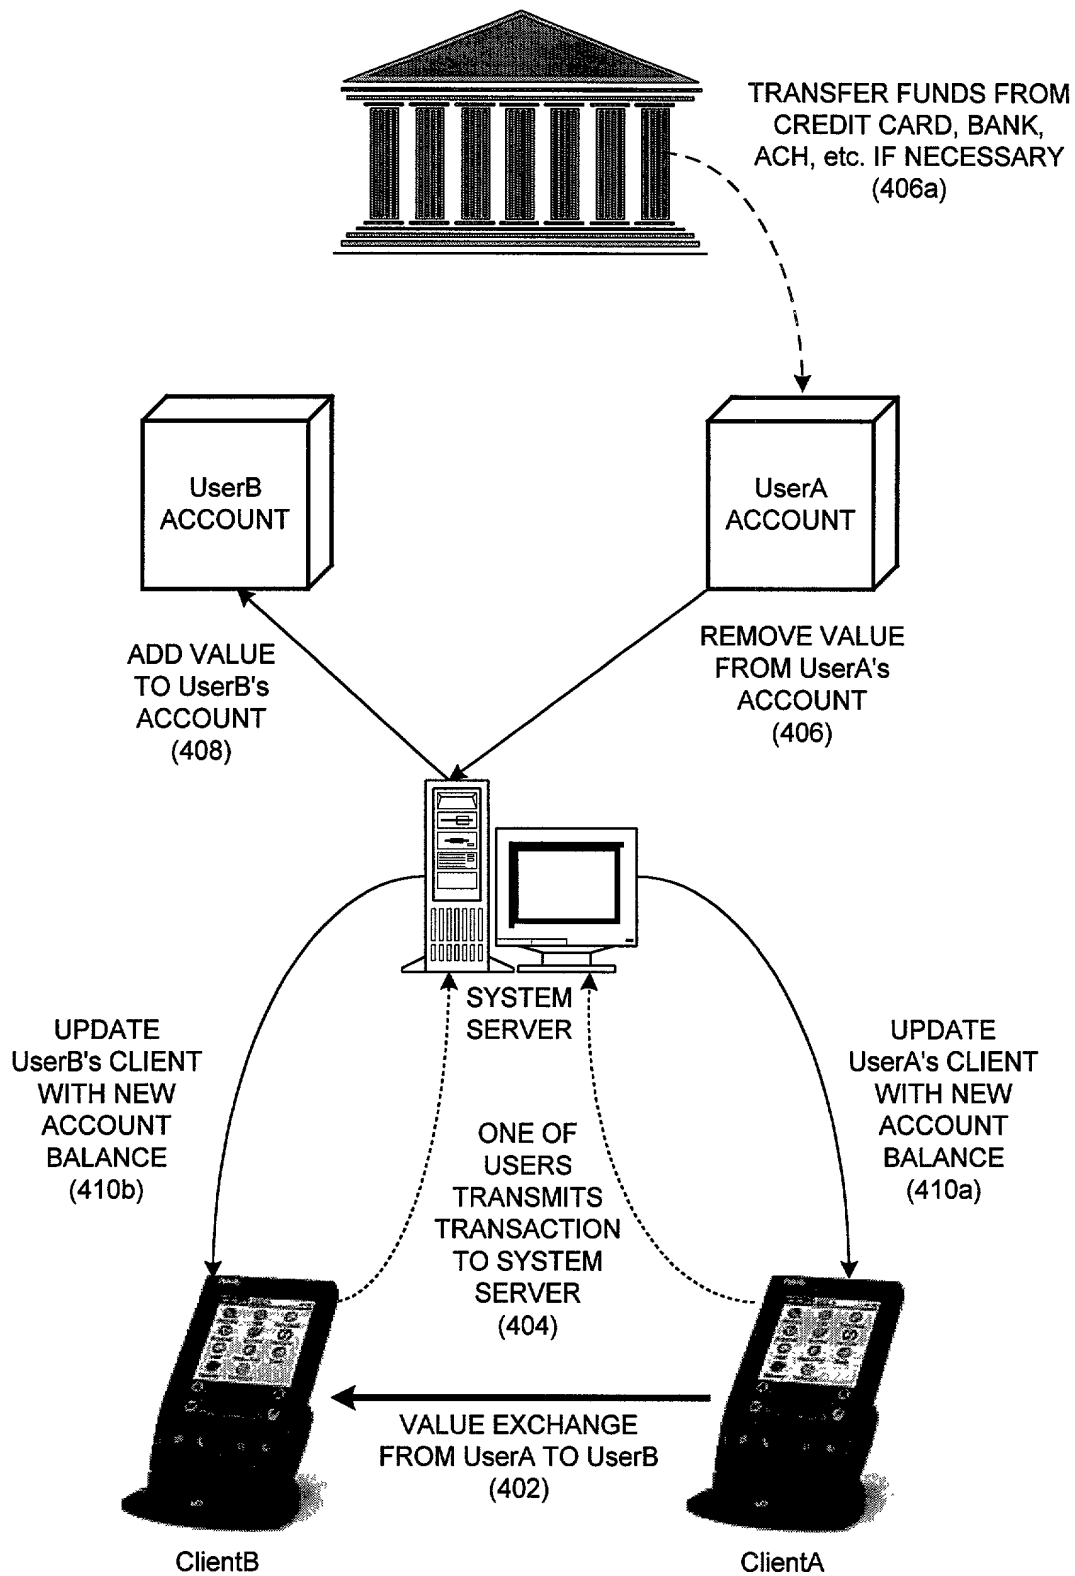 TRANSFER FUNDS FROM
CREDIT CARD, BANK,
ACH, etc. IF NECESSARY
(406a)
UserB
ACCOUNT
UserA
ACCOUNT
ADD VALUE
TO UserB's
ACCOUNT
(408)
REMOVE VALUE
FROM UserA's
ACCOUNT
(406)
SYSTEM
SERVER
UPDATE
UserB's CLIENT
WITH NEW
ACCOUNT
BALANCE
(410b)
ONE OF
USERS
TRANSMITS
TRANSACTION
TO SYSTEM
SERVER
(404)
UPDATE
UserA's CLIENT
WITH NEW
ACCOUNT
BALANCE
(410a)
VALUE EXCHANGE
FROM UserA TO UserB
(402)
ClientB
ClientA